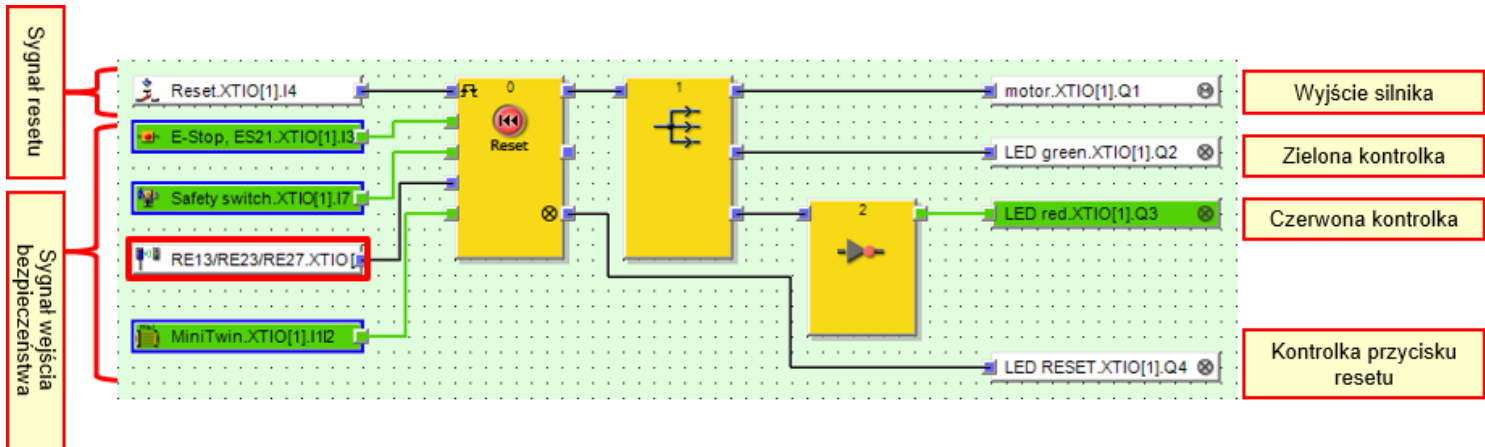 Sygnał resetu
Sygnał wejścia
bezpieczeństwa
Reset.XTIO[1].I4
E-Stop, ES21.XTIO[1].I3
Safety switch.XTIO[1].I7
RE13/RE23/RE27.XTIO[
MiniTwin.XTIO[1].I1I2
0
Reset
1
2
motor.XTIO[1].Q1
LED green.XTIO[1].Q2
LED red.XTIO[1].Q3
LED RESET.XTIO[1].Q4
Wyjście silnika
Zielona kontrolka
Czerwona kontrolka
Kontrolka przycisku
resetu